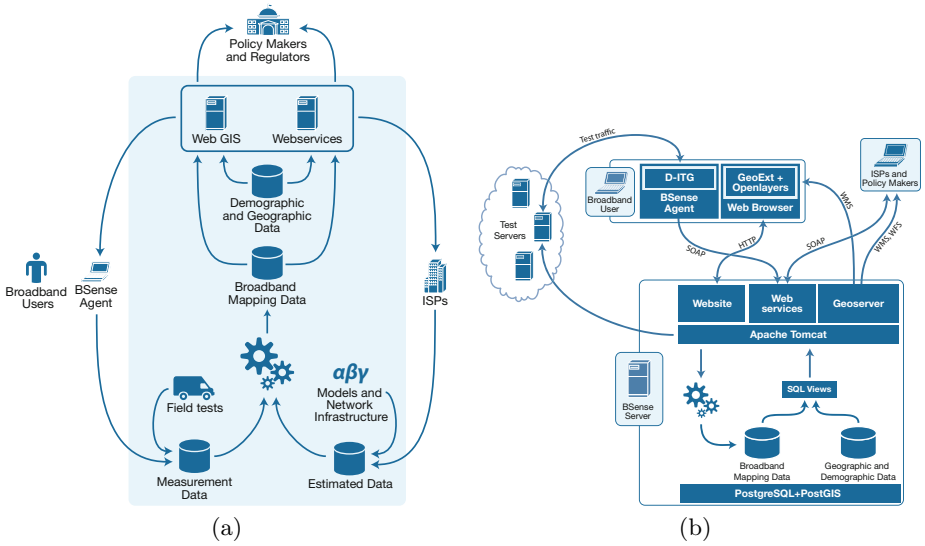 Policy Makers
and Regulators
Web GIS
Webservices
Demographic
and Geographic
Data
Broadband
Users
BSense
Agent
Broadband
Mapping Data
ISPs
Field tests
αβγ
Models and
Network
Infrastructure
Measurement
Data
Estimated Data
(a)
Test traffic
Test
Servers
Broadband
User
D-ITG
BSense
Agent
GeoExt +
Openlayers
Web Browser
ISPs and
Policy Makers
SOAP
HTTP
SOAP
WMS
WMS, WFS
Website
Web
services
Geoserver
Apache Tomcat
BSense
Server
SQL Views
Broadband
Mapping Data
Geographic and
Demographic Data
PostgreSQL+PostGIS
(b)